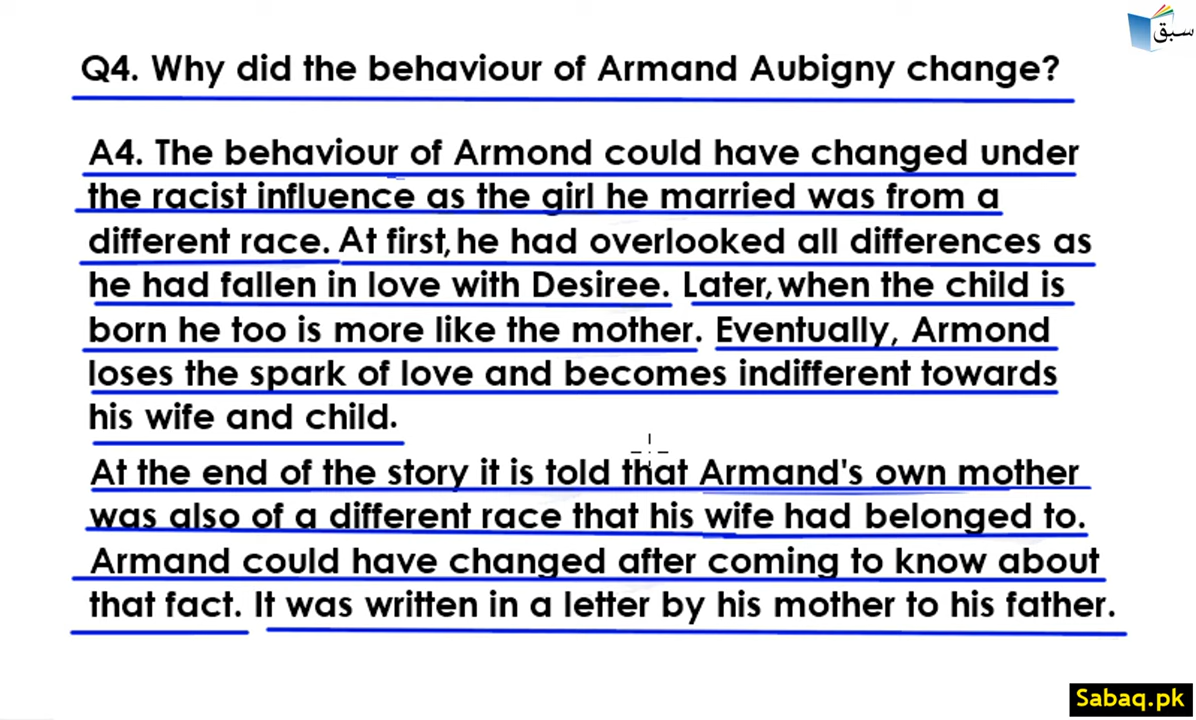 سبق
Q4. Why did the behaviour of Armand Aubigny change?
A4. The behaviour of Armond could have changed under
the racist influence as the girl he married was from a
different race. At first, he had overlooked all differences as
he had fallen in love with Desiree. Later, when the child is
born he too is more like the mother. Eventually, Armond
loses the spark of love and becomes indifferent towards
his wife and child.
At the end of the story it is told that Armand's own mother
was also of a different race that his wife had belonged to.
Armand could have changed after coming to know about
that fact. It was written in a letter by his mother to his father.
Sabaq.pk